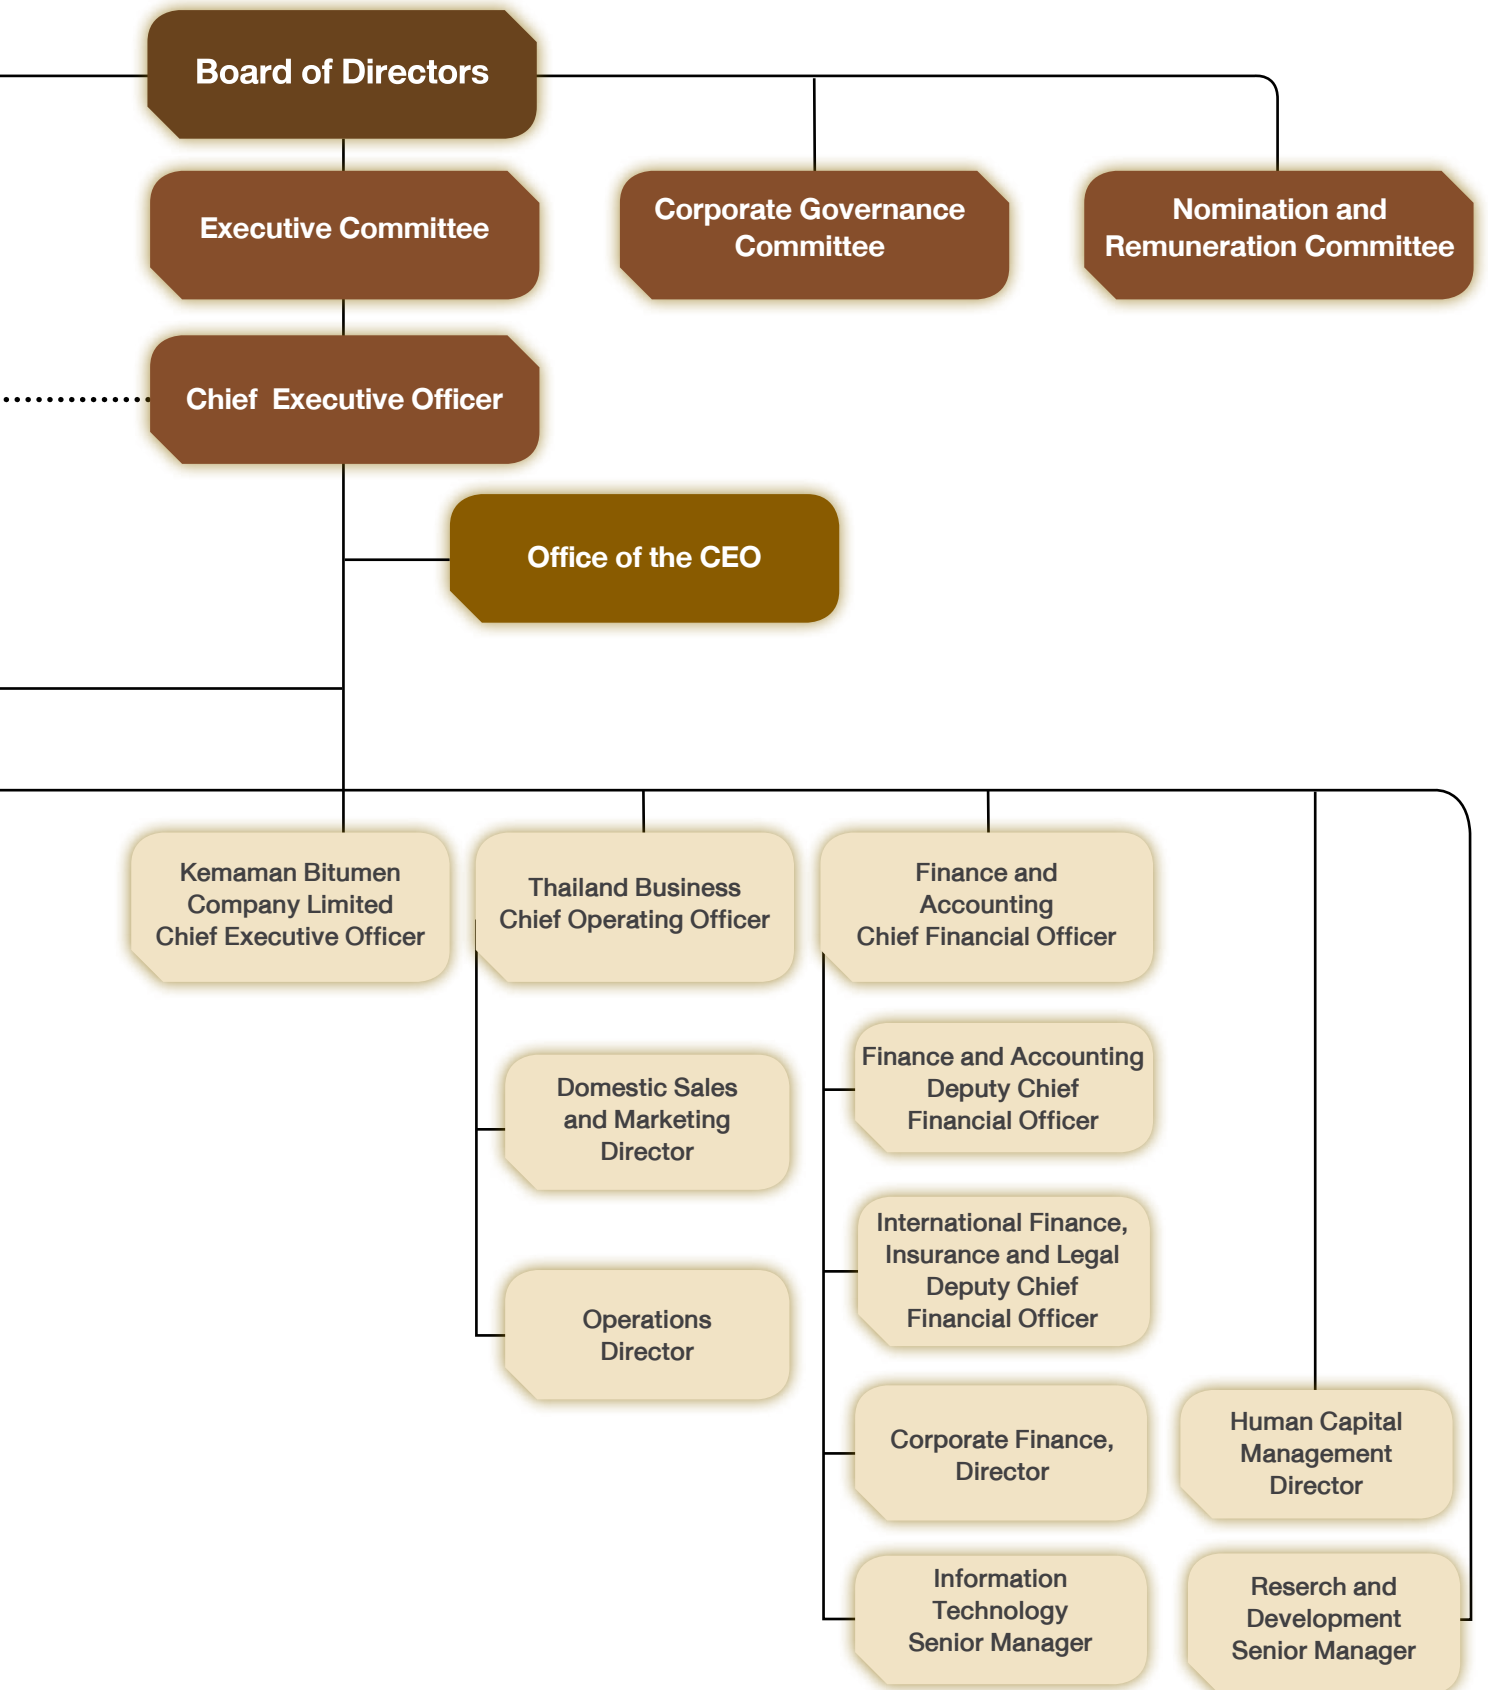 Board of Directors
Executive Committee
Corporate Governance
Committee
Nomination and
Remuneration Committee
Chief Executive Officer
Office of the CEO
Kemaman Bitumen
Company Limited
Chief Executive Officer
Thailand Business
Chief Operating Officer
Finance and
Accounting
Chief Financial Officer
Domestic Sales
and Marketing
Director
Operations
Director
Finance and Accounting
Deputy Chief
Financial Officer
International Finance,
Insurance and Legal
Deputy Chief
Financial Officer
Corporate Finance,
Director
Information
Technology
Senior Manager
Human Capital
Management
Director
Reserch and
Development
Senior Manager